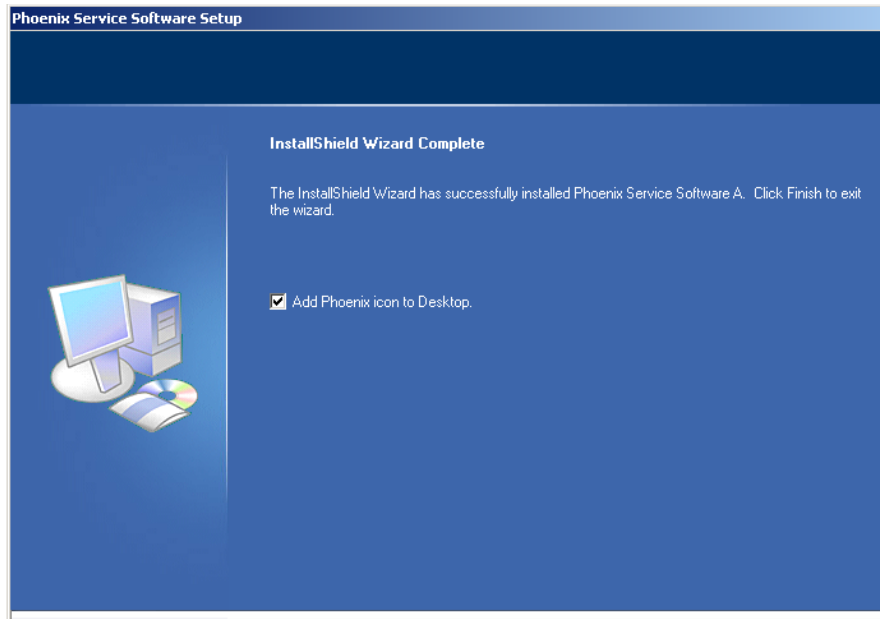 Phoenix Service Software Setup
InstallShield Wizard Complete
The InstallShield Wizard has successfully installed Phoenix Service Software A. Click Finish to exit
the wizard.
Add Phoenix icon to Desktop.